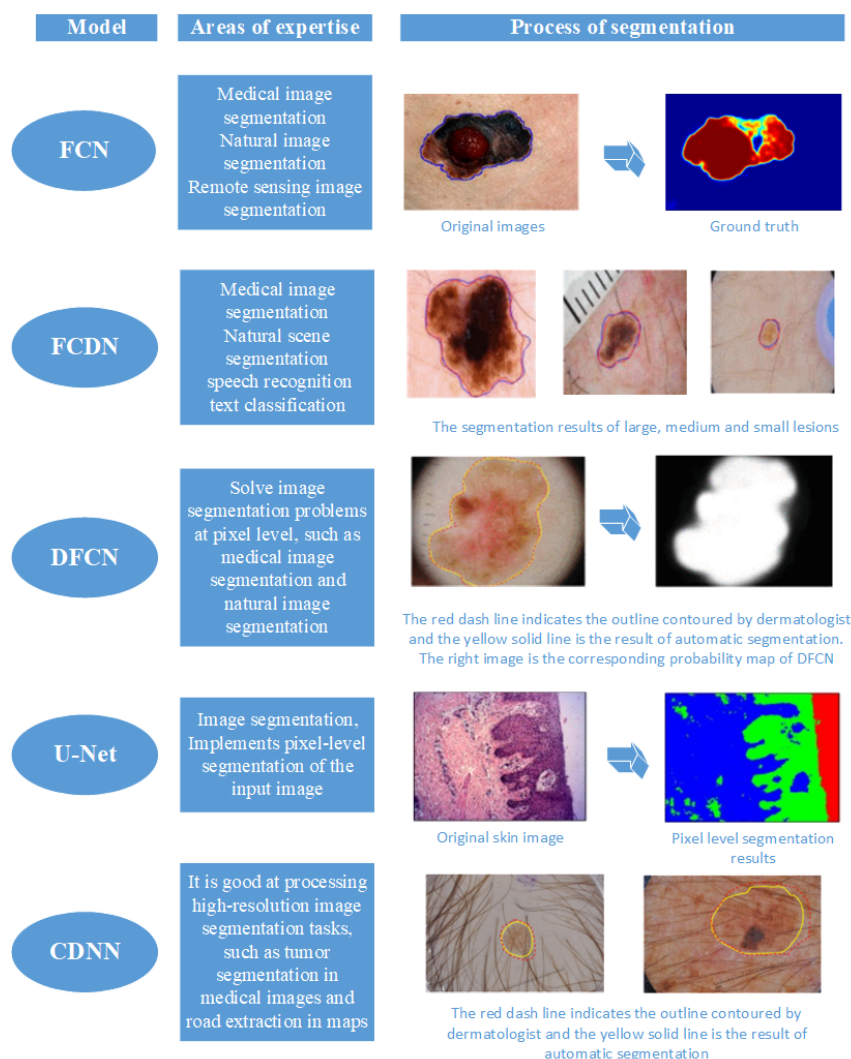 Model
Areas of expertise
Process of segmentation
FCN
Medical image
segmentation
Natural image
segmentation
Remote sensing image
segmentation
Original images
Ground truth
FCDN
Medical image
segmentation
Natural scene
segmentation
speech recognition
text classification
The segmentation results of large, medium and small lesions
DFCN
Solve image
segmentation problems
at pixel level, such as
medical image
segmentation and
natural image
segmentation
The red dash line indicates the outline contoured by dermatologist
and the yellow solid line is the result of automatic segmentation.
The right image is the corresponding probability map of DFCN
U-Net
Image segmentation,
Implements pixel-level
segmentation of the
input image
Original skin image
Pixel level segmentation
results
CDNN
It is good at processing
high-resolution image
segmentation tasks,
such as tumor
segmentation in
medical images and
road extraction in maps
The red dash line indicates the outline contoured by
dermatologist and the yellow solid line is the result of
automatic segmentation